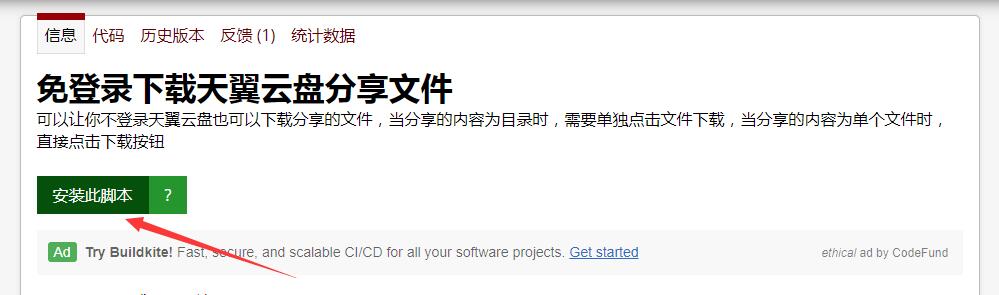 信息 代码 历史版本 反馈 (1) 统计数据
免登录下载天翼云盘分享文件
可以让你不登录天翼云盘也可以下载分享的文件，当分享的内容为目录时，需要单独点击文件下载，当分享的内容为单个文件时，
直接点击下载按钮
安装此脚本 ?
Ad Try Buildkite! Fast, secure, and scalable CI/CD for all your software projects. Get started ethical ad by CodeFund